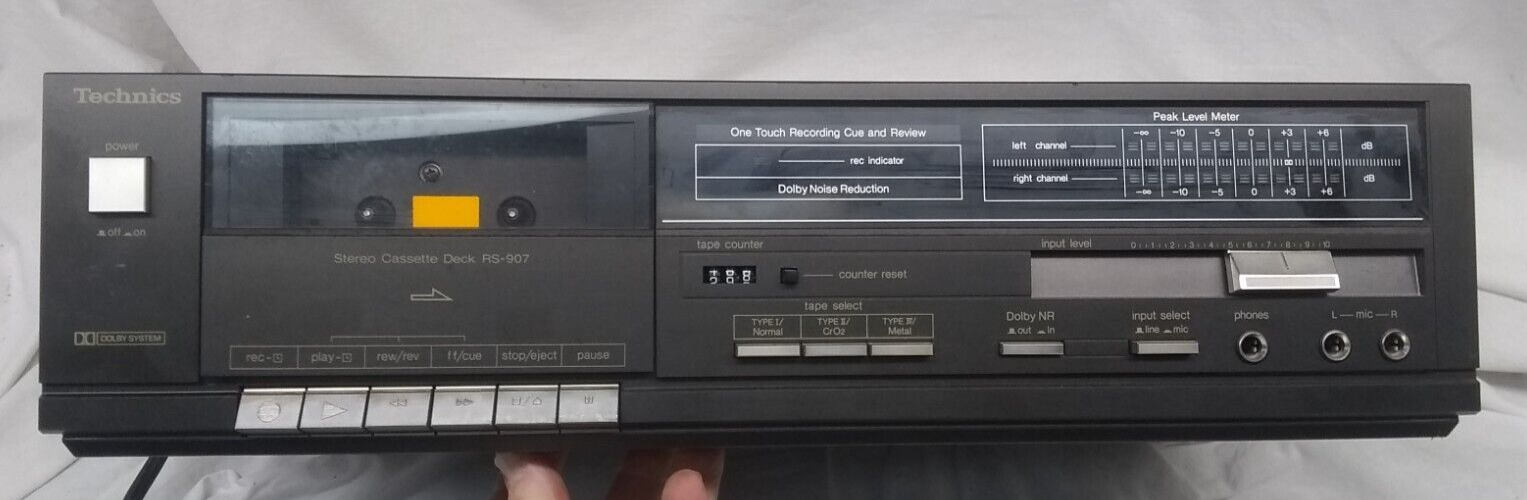 Technics
power
off on
DOLBY SYSTEM
Stereo Cassette Deck RS-907
rec- play- rew/rev ff/cue stop/eject pause
One Touch Recording Cue and Review
rec indicator
Dolby Noise Reduction
Peak Level Meter
-∞ -10 -5 0 +3 +6
left channel dB
right channel dB
-∞ -10 -5 0 +3 +6
tape counter
counter reset
input level 0 1 2 3 4 5 6 7 8 9 10
tape select
TYPE I/ Normal
TYPE II/ CrO2
TYPE IV/ Metal
Dolby NR
out in
input select
line mic
phones
L — mic — R